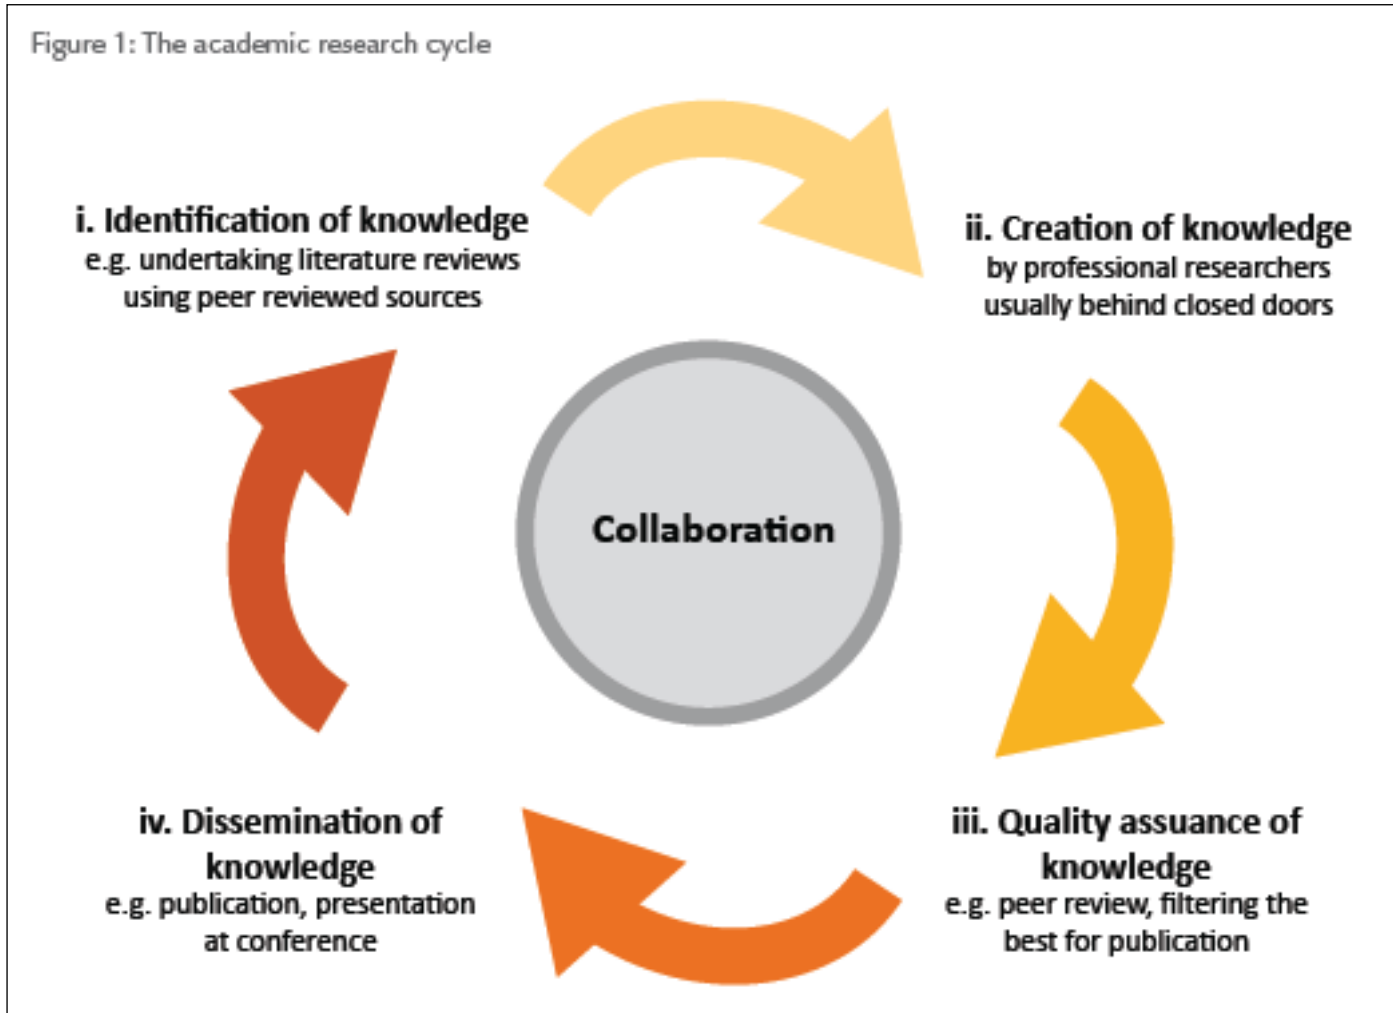 Figure 1: The academic research cycle
i. Identification of knowledge
e.g. undertaking literature reviews
using peer reviewed sources
ii. Creation of knowledge
by professional researchers
usually behind closed doors
Collaboration
iii. Quality assuance of
knowledge
e.g. peer review, filtering the
best for publication
iv. Dissemination of
knowledge
e.g. publication, presentation
at conference